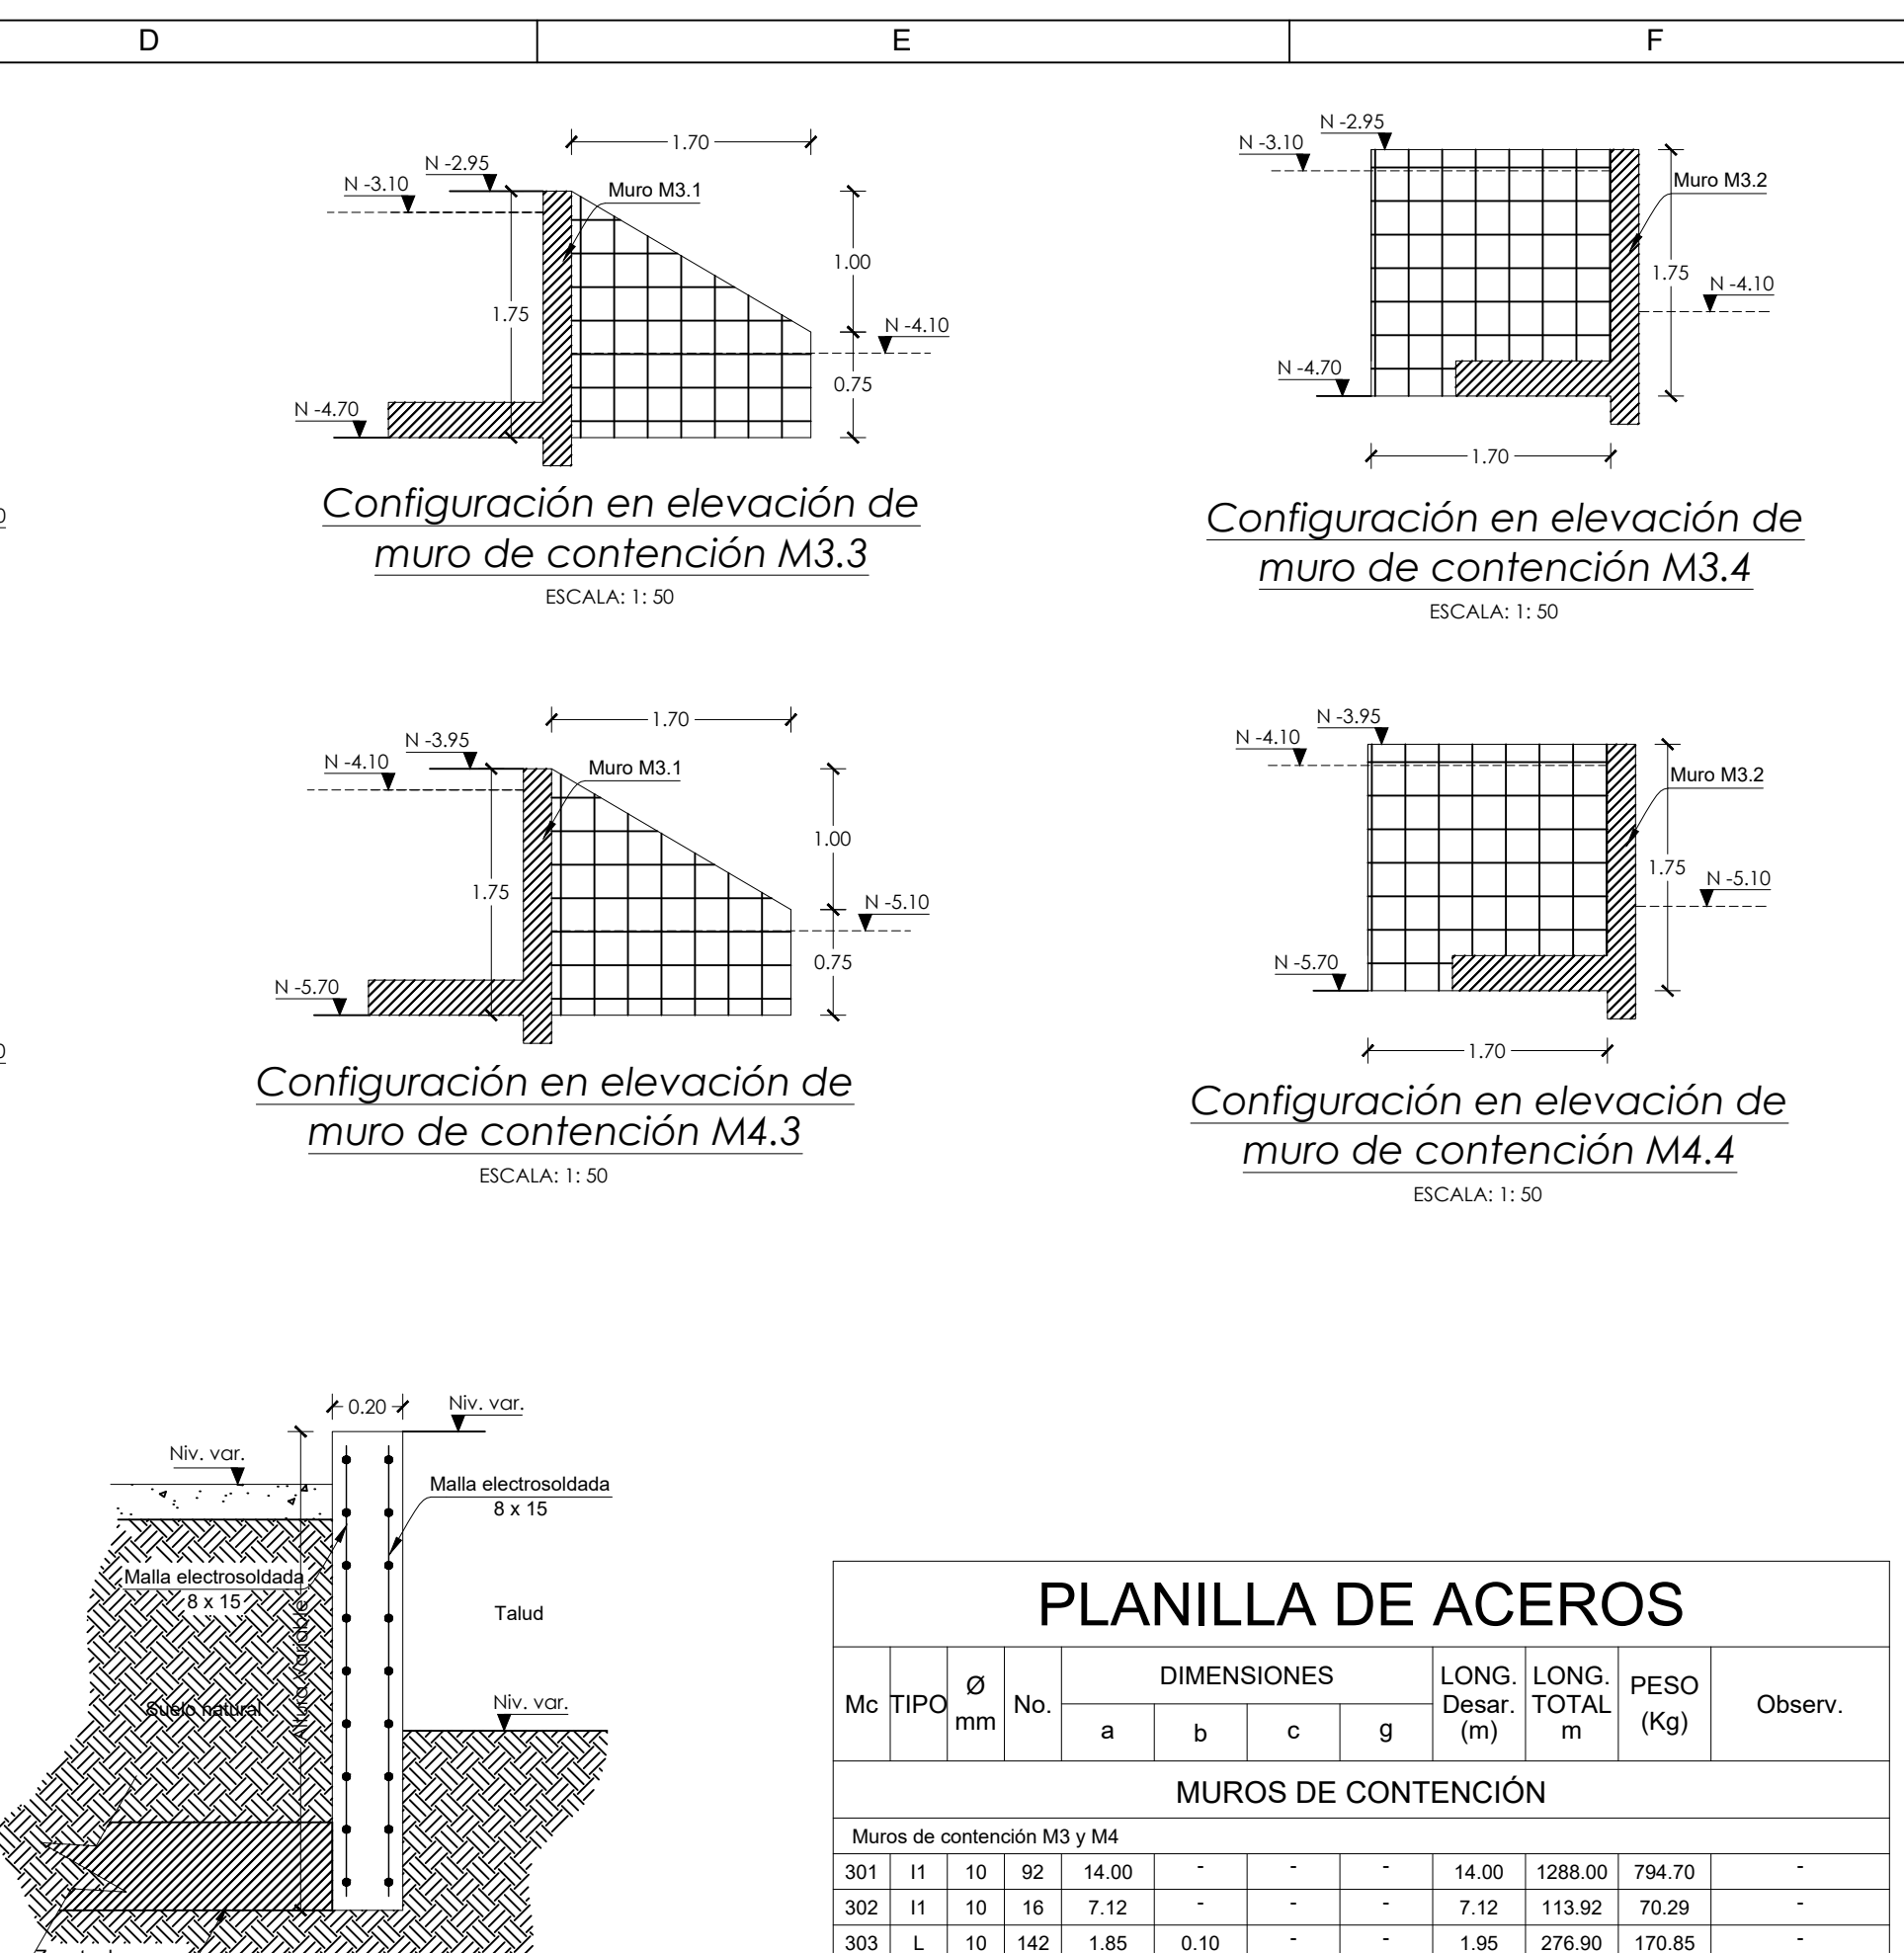 D
E
F
1.70
N -2.95
N -3.10
Muro M3.1
1.00
1.75
N -4.10
0.75
N -4.70
Configuración en elevación de
muro de contención M3.3
ESCALA: 1: 50
N -2.95
N -3.10
Muro M3.2
1.75
N -4.10
N -4.70
1.70
Configuración en elevación de
muro de contención M3.4
ESCALA: 1: 50
1.70
N -3.95
N -4.10
Muro M3.1
1.00
1.75
N -5.10
0.75
N -5.70
Configuración en elevación de
muro de contención M4.3
ESCALA: 1: 50
N -3.95
N -4.10
Muro M3.2
1.75
N -5.10
N -5.70
1.70
Configuración en elevación de
muro de contención M4.4
ESCALA: 1: 50
0.20
Niv. var.
Niv. var.
Malla electrosoldada
8 x 15
Malla electrosoldada
8 x 15
Talud
Altura variable
Suelo natural
Niv. var.
PLANILLA DE ACEROS
Mc TIPO Ø mm No. DIMENSIONES LONG. Desar. (m) LONG. TOTAL m PESO (Kg) Observ.
a b c g
MUROS DE CONTENCIÓN
Muros de contención M3 y M4
301 I1 10 92 14.00 - - - 14.00 1288.00 794.70 -
302 I1 10 16 7.12 - - - 7.12 113.92 70.29 -
303 L 10 142 1.85 0.10 - - 1.95 276.90 170.85 -